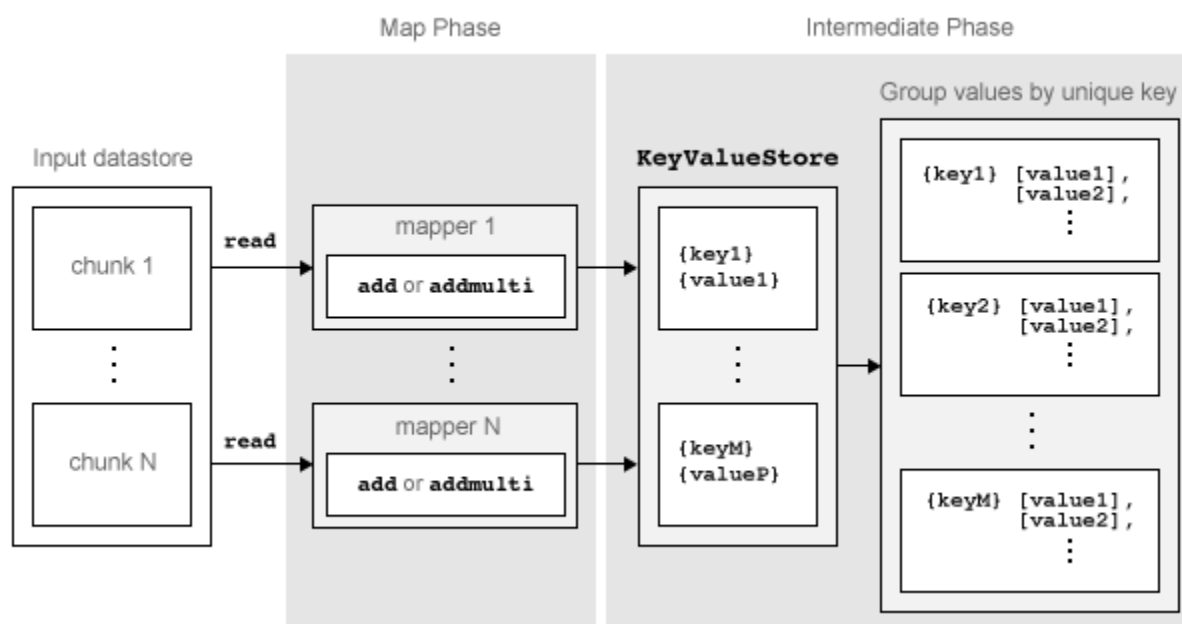 Map Phase
Intermediate Phase
Group values by unique key
Input datastore
KeyValueStore
chunk 1
read
mapper 1
add or addmulti
{key1}
{value1}
{key1} [value1],
[value2],
{key2} [value1],
[value2],
chunk N
read
mapper N
add or addmulti
{keyM}
{valueP}
{keyM} [value1],
[value2],